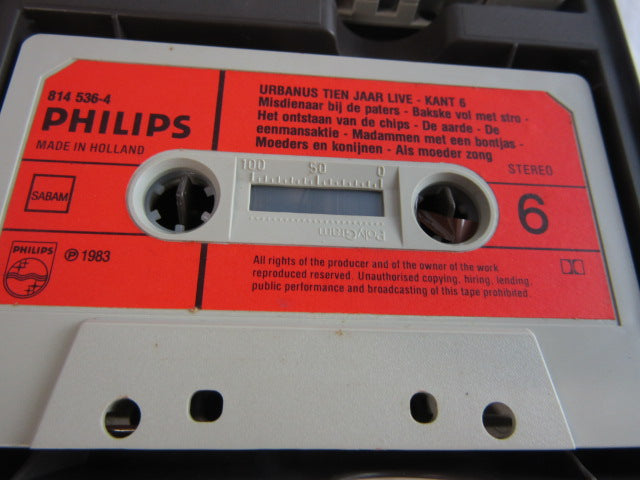 814 536-4
PHILIPS
MADE IN HOLLAND
URBANUS TIEN JAAR LIVE - KANT 6
Misdienaar bij de paters - Bakske vol met stro -
Het ontstaan van de chips - De aarde - De
eenmansaktie - Madammen met een bontjas -
Moeders en konijnen - Als moeder zong
STEREO
100 50 0
SABAM
6
PolyGram
PHILIPS
℗ 1983
All rights of the producer and of the owner of the work
reproduced reserved. Unauthorised copying, hiring, lending,
public performance and broadcasting of this tape prohibited.